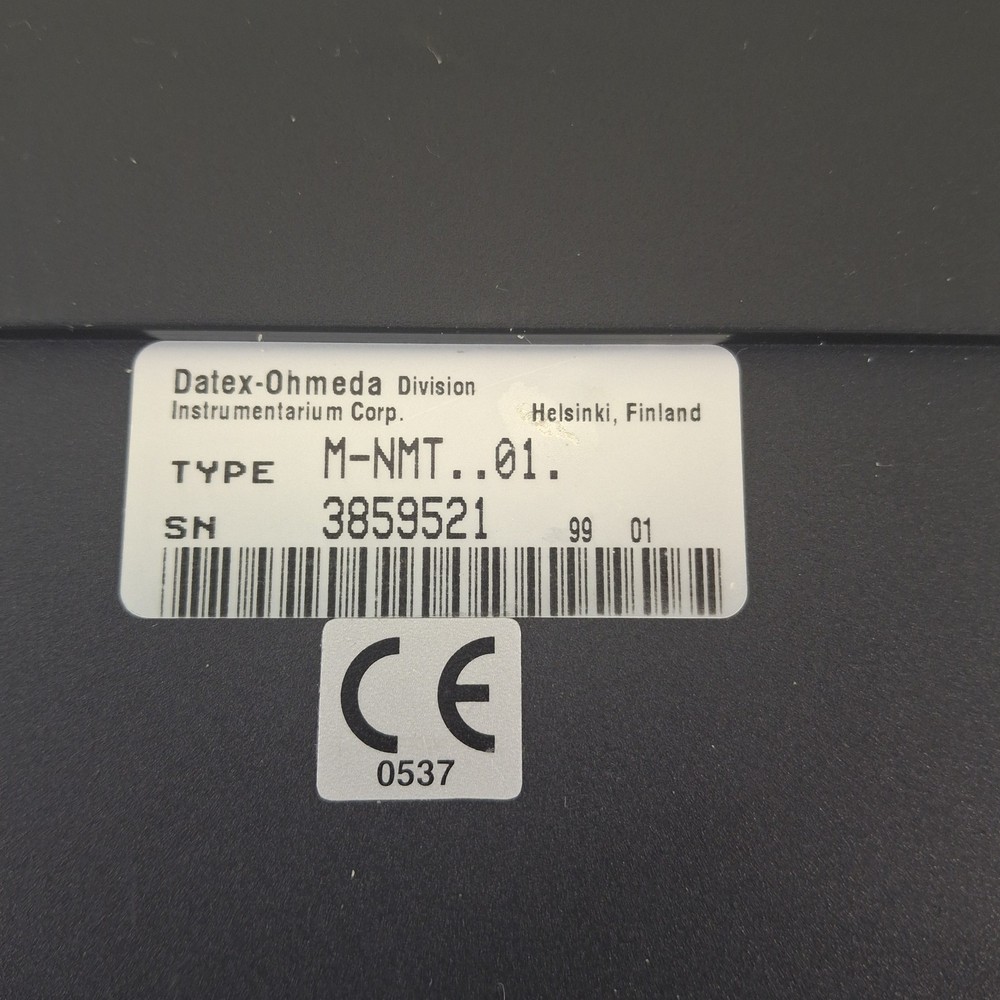 Datex-Ohmeda Division
Instrumentarium Corp. Helsinki, Finland
TYPE M-NMT..01.
SN 3859521 99 01
CE
0537